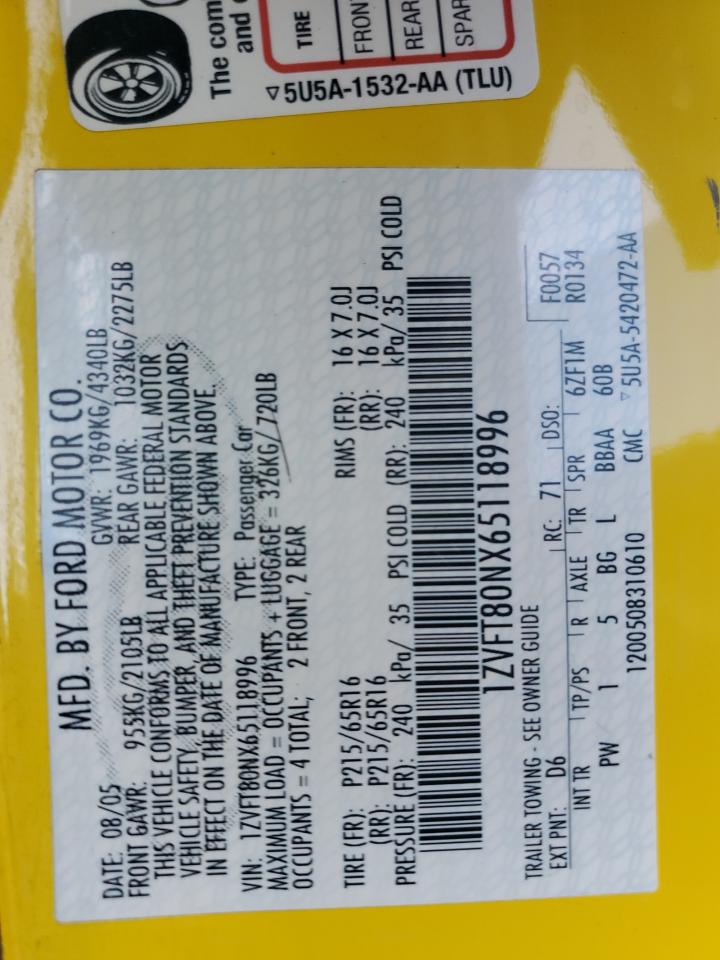 The com
and
TIRE
FRON
REAR
SPAR
▽5U5A-1532-AA (TLU)
MFD. BY FORD MOTOR CO.
DATE: 08/05 GVWR: 1969KG/4340LB
FRONT GAWR: 955KG/2105LB REAR GAWR: 1032KG/2275LB
THIS VEHICLE CONFORMS TO ALL APPLICABLE FEDERAL MOTOR
VEHICLE SAFETY, BUMPER, AND THEFT PREVENTION STANDARDS
IN EFFECT ON THE DATE OF MANUFACTURE SHOWN ABOVE.
VIN: 1ZVFT80NX65118996 TYPE: Passenger Car
MAXIMUM LOAD = OCCUPANTS + LUGGAGE = 326KG/720LB
OCCUPANTS = 4 TOTAL; 2 FRONT, 2 REAR
TIRE (FR): P215/65R16 RIMS (FR): 16 X 7.0J
(RR): P215/65R16 (RR): 16 X 7.0J
PRESSURE (FR): 240 kPa/ 35 PSI COLD (RR): 240 kPa/ 35 PSI COLD
1ZVFT80NX65118996
TRAILER TOWING - SEE OWNER GUIDE
EXT PNT: D6 RC: 71 DSO: F0057
INT TR TP/PS R AXLE TR SPR 6ZF1M R0134
PW 1 5 BG L BBAA 60B
1200508310610 CMC ▽5U5A-5420472-AA